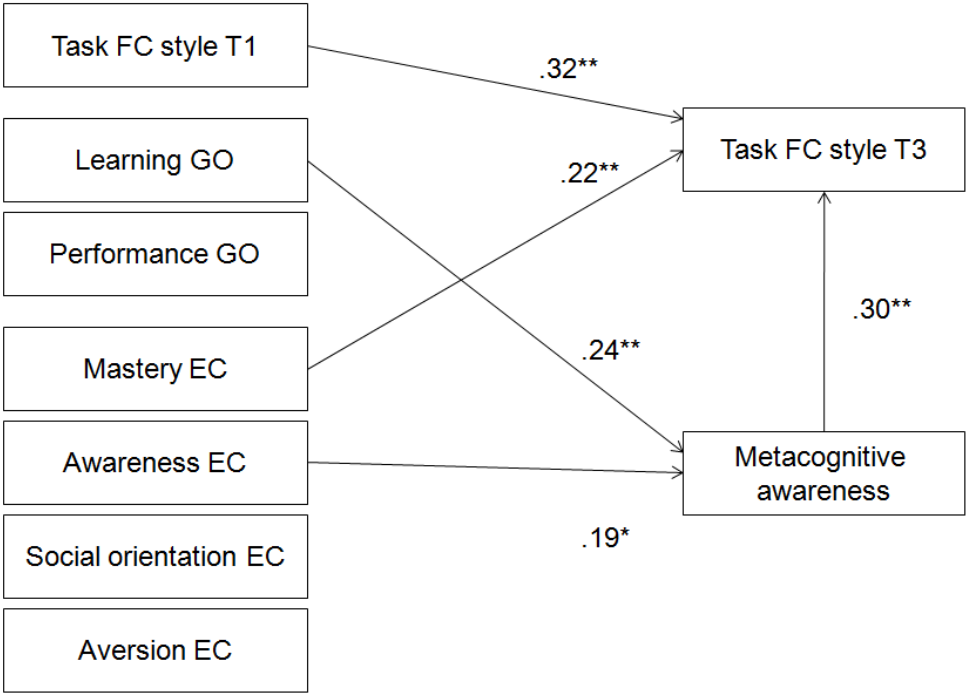 Task FC style T1
.32**
Learning GO
Task FC style T3
.22**
Performance GO
.30**
Mastery EC
.24**
Awareness EC
Metacognitive
awareness
.19*
Social orientation EC
Aversion EC